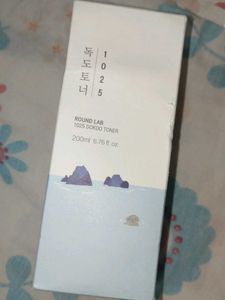 독도토너
1025
ROUND LAB
1025 DOKDO TONER
200ml 6.76 fl. oz.